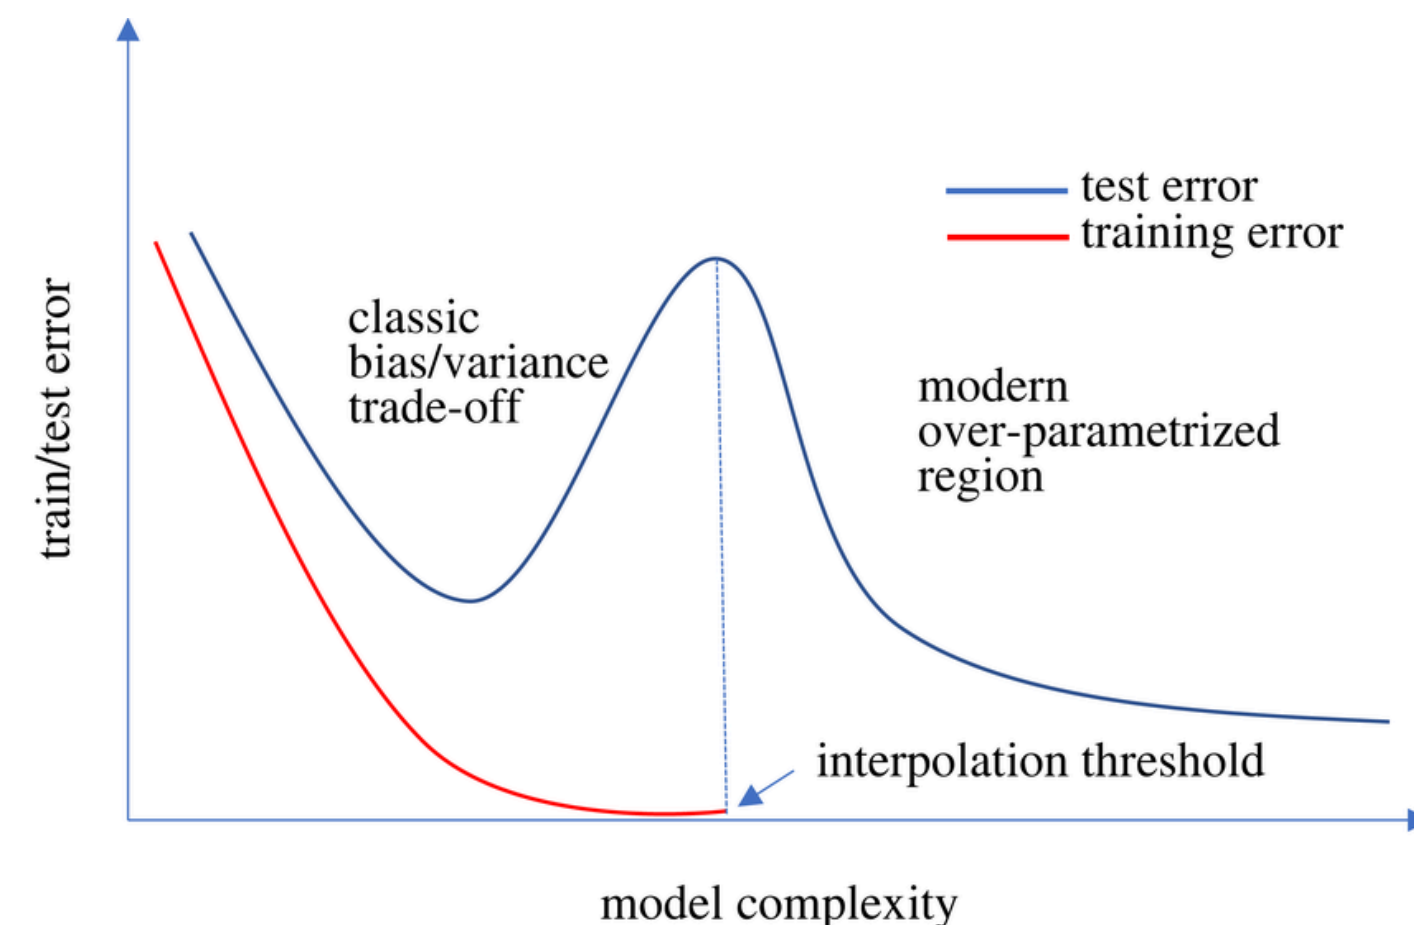 test error
training error
classic
bias/variance
trade-off
modern
over-parametrized
region
train/test error
interpolation threshold
model complexity